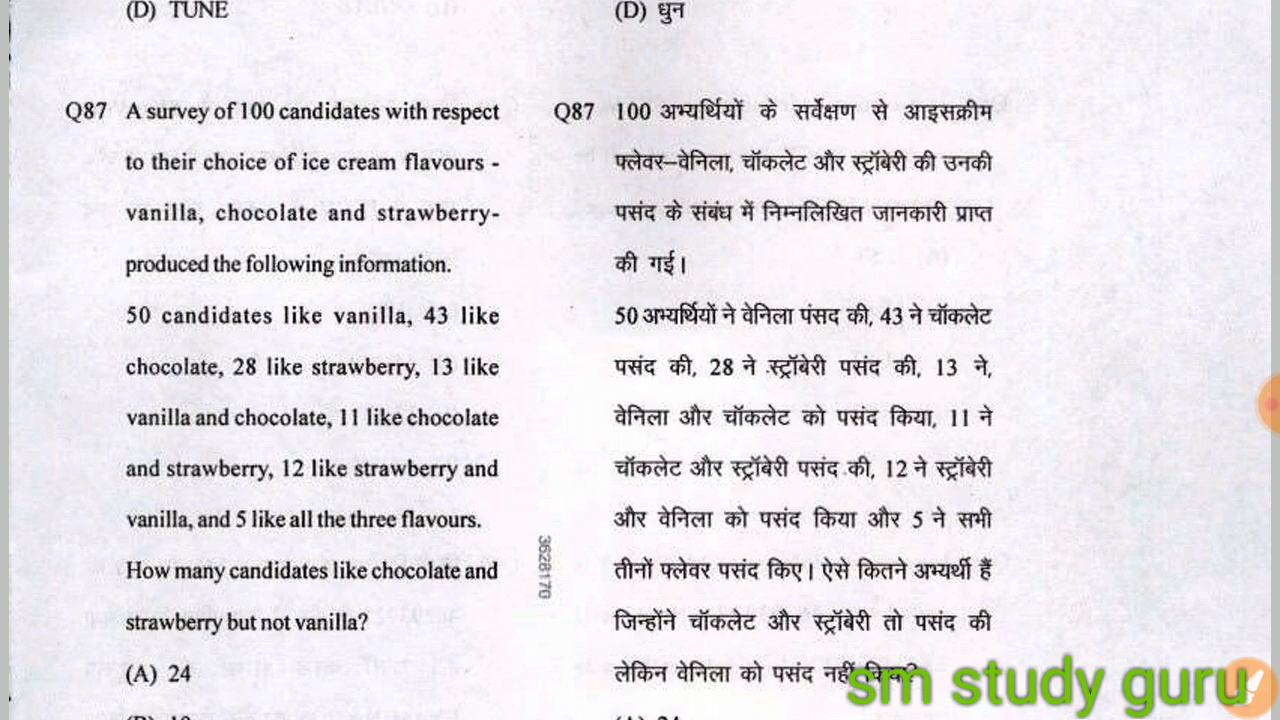 (D) TUNE
Q87 A survey of 100 candidates with respect
to their choice of ice cream flavours -
vanilla, chocolate and strawberry-
produced the following information.
50 candidates like vanilla, 43 like
chocolate, 28 like strawberry, 13 like
vanilla and chocolate, 11 like chocolate
and strawberry, 12 like strawberry and
vanilla, and 5 like all the three flavours.
How many candidates like chocolate and
strawberry but not vanilla?
(A) 24
3628170
(D) धुन
Q87 100 अभ्यर्थियों के सर्वेक्षण से आइसक्रीम
फ्लेवर–वेनिला, चॉकलेट और स्ट्रॉबेरी की उनकी
पसंद के संबंध में निम्नलिखित जानकारी प्राप्त
की गई।
50 अभ्यर्थियों ने वेनिला पंसद की, 43 ने चॉकलेट
पसंद की, 28 ने स्ट्रॉबेरी पसंद की, 13 ने,
वेनिला और चॉकलेट को पसंद किया, 11 ने
चॉकलेट और स्ट्रॉबेरी पसंद की, 12 ने स्ट्रॉबेरी
और वेनिला को पसंद किया और 5 ने सभी
तीनों फ्लेवर पसंद किए। ऐसे कितने अभ्यर्थी हैं
जिन्होंने चॉकलेट और स्ट्रॉबेरी तो पसंद की
लेकिन वेनिला को पसंद नहीं किया?
sm study guru